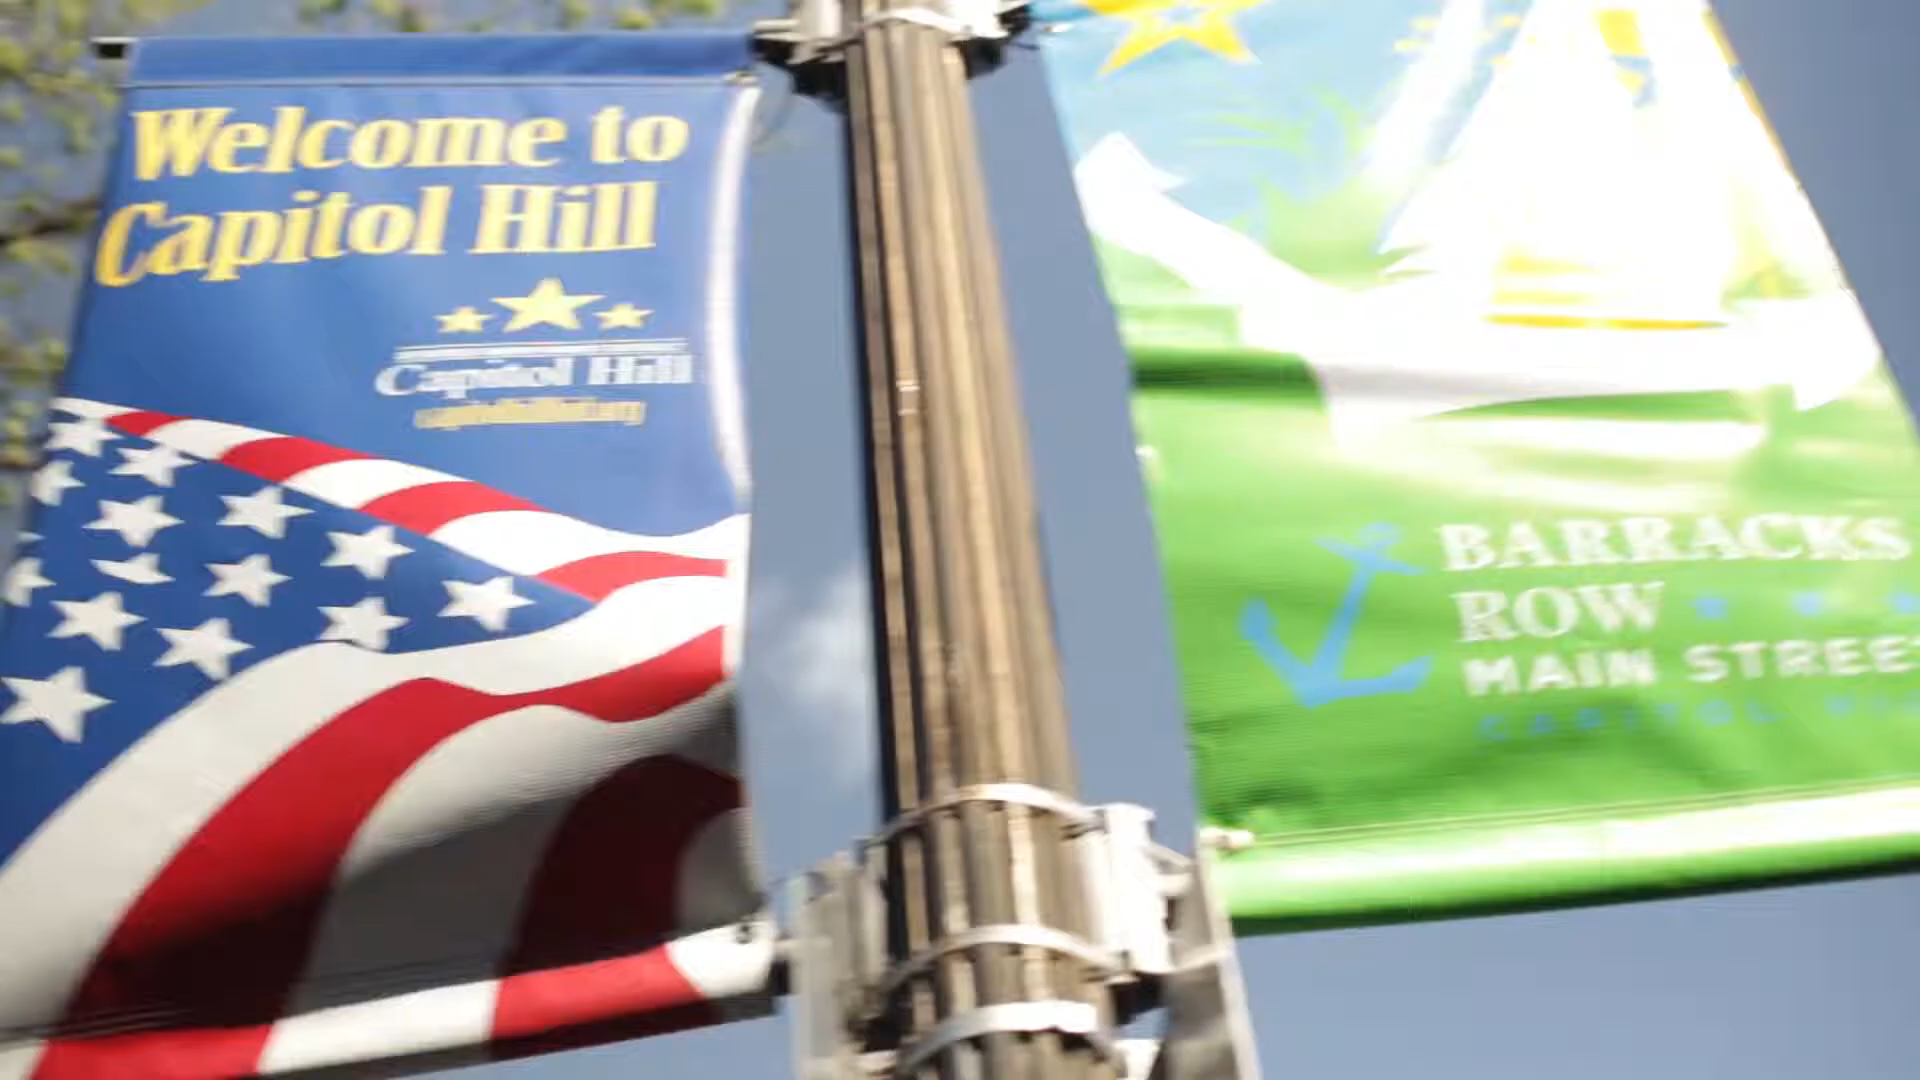 Welcome to
Capitol Hill
Capitol Hill
BARRACKS
ROW
MAIN STREET